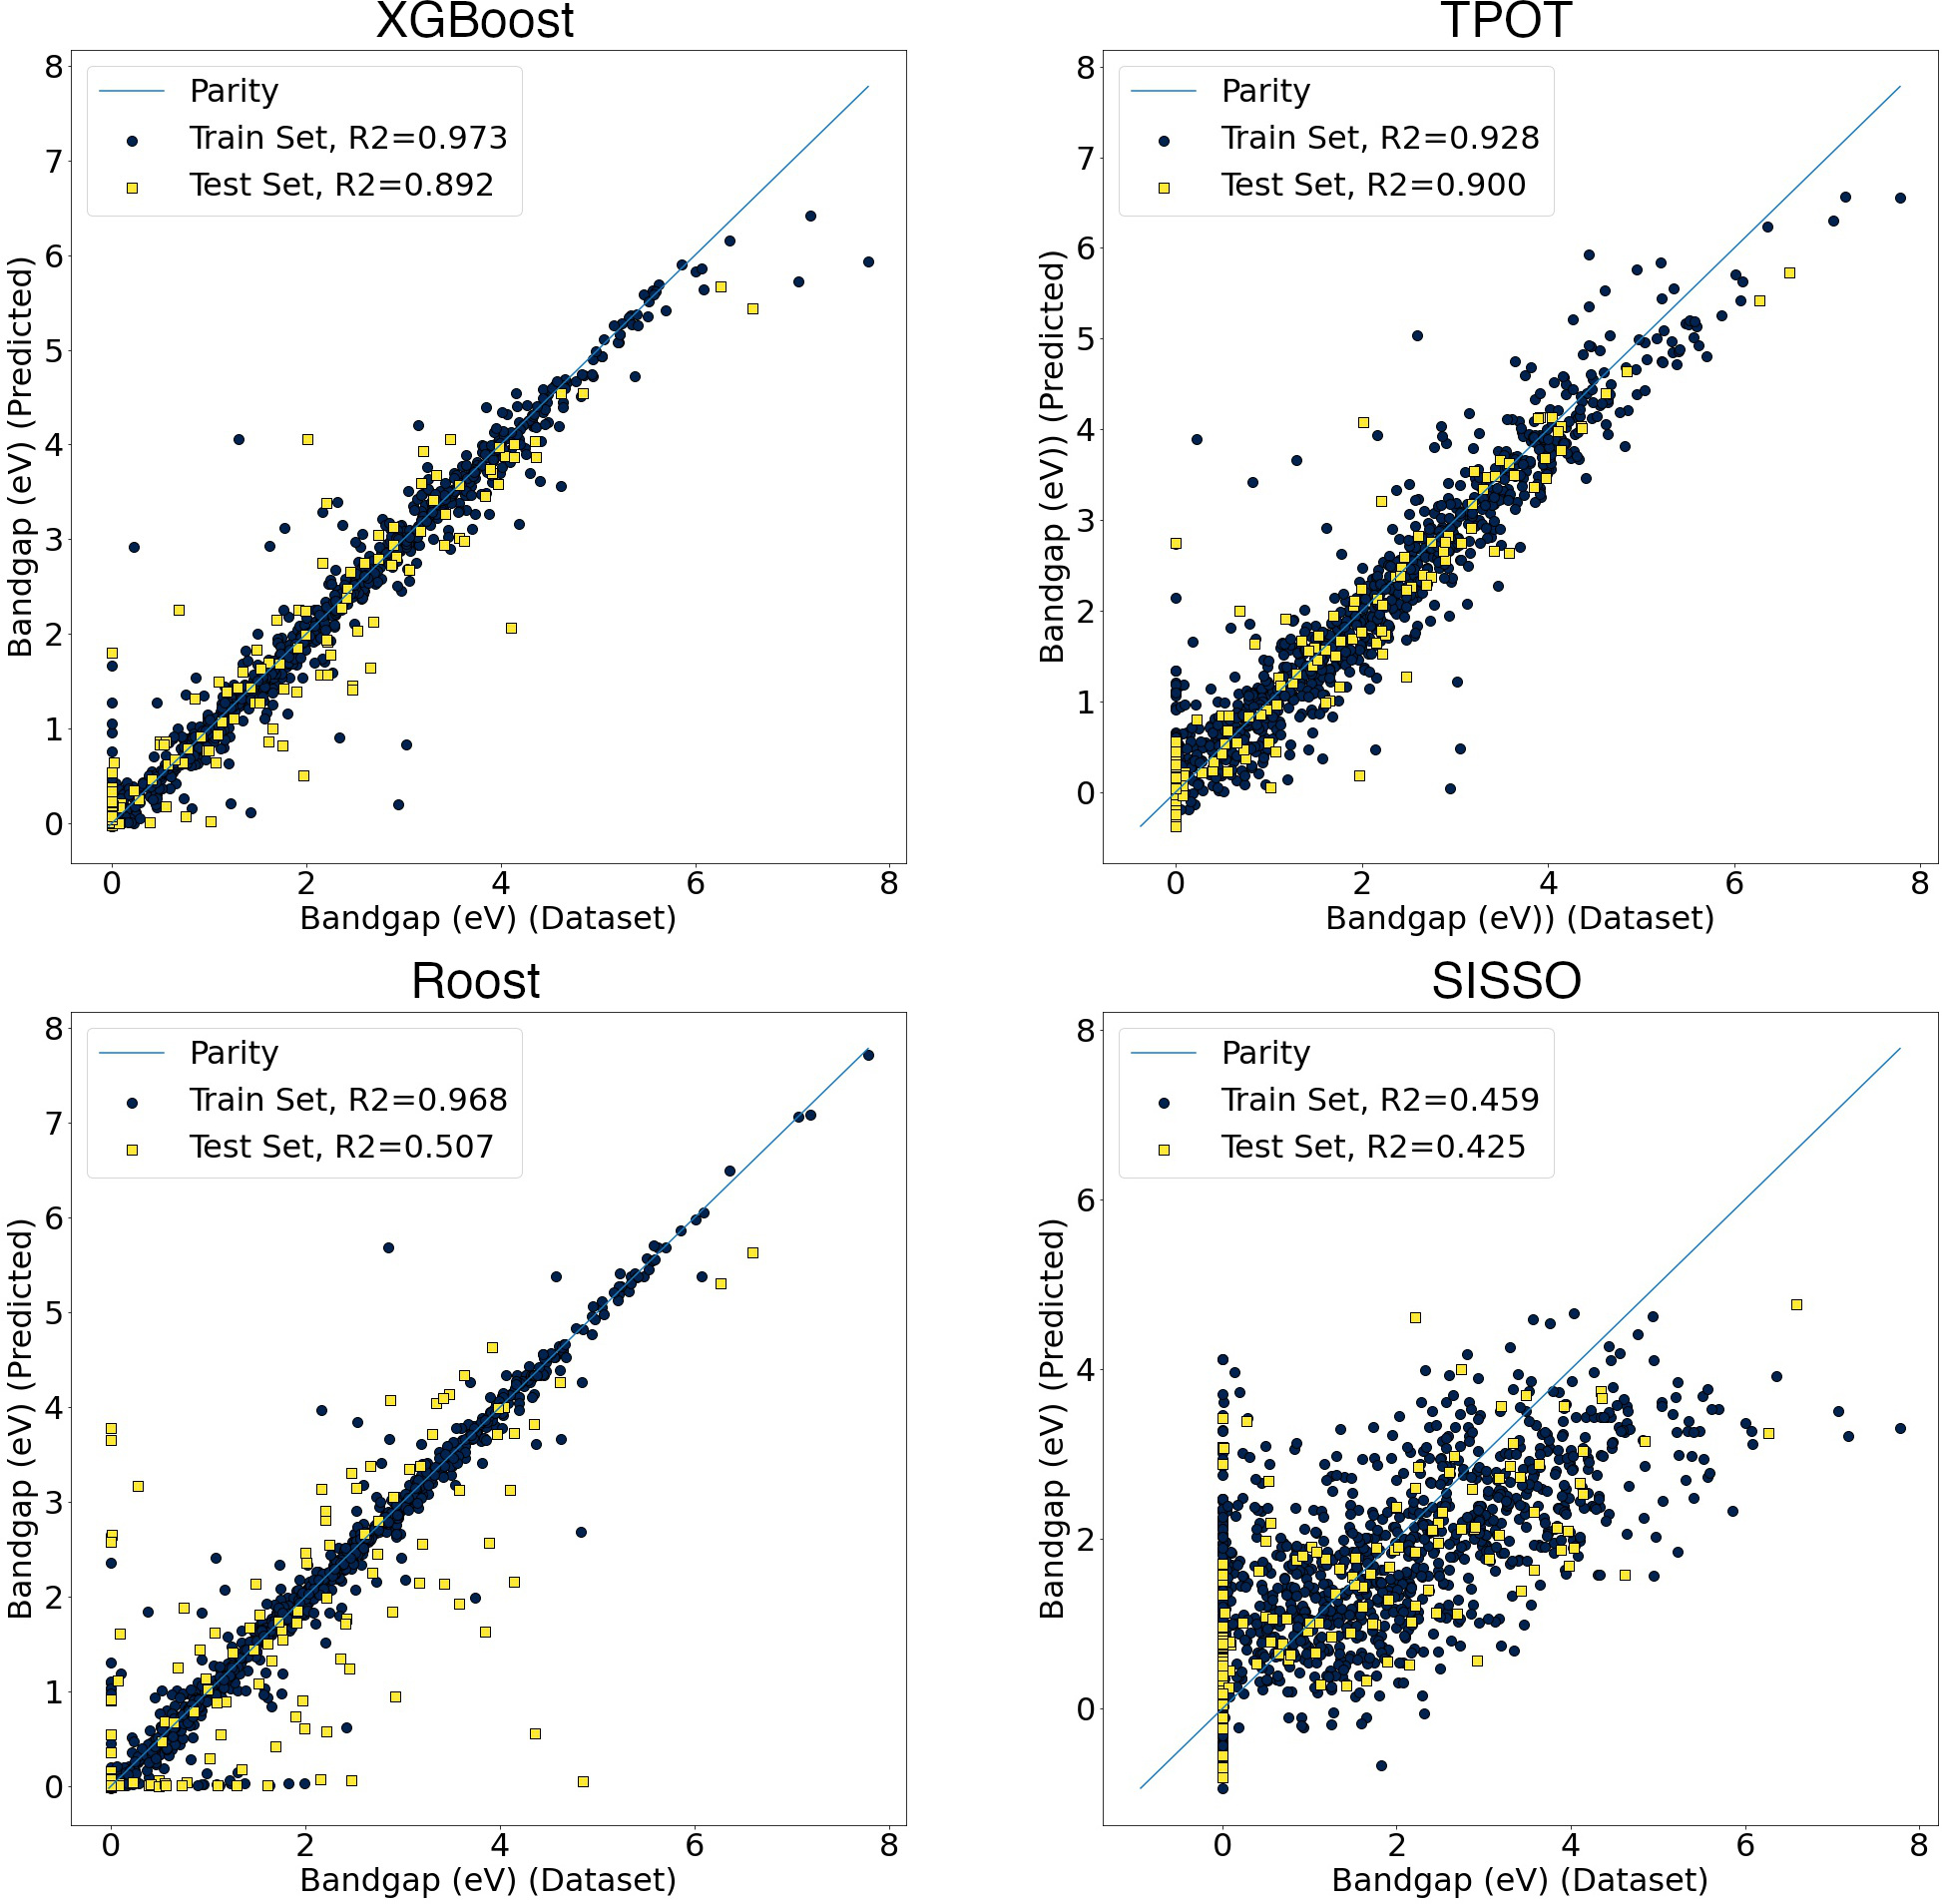 XGBoost
Parity
Train Set, R2=0.973
Test Set, R2=0.892
Bandgap (eV) (Predicted)
8
7
6
5
4
3
2
1
0
0 2 4 6 8
Bandgap (eV) (Dataset)
TPOT
Parity
Train Set, R2=0.928
Test Set, R2=0.900
Bandgap (eV)) (Predicted)
8
7
6
5
4
3
2
1
0
0 2 4 6 8
Bandgap (eV)) (Dataset)
Roost
Parity
Train Set, R2=0.968
Test Set, R2=0.507
Bandgap (eV) (Predicted)
8
7
6
5
4
3
2
1
0
0 2 4 6 8
Bandgap (eV) (Dataset)
SISSO
Parity
Train Set, R2=0.459
Test Set, R2=0.425
Bandgap (eV) (Predicted)
8
6
4
2
0
0 2 4 6 8
Bandgap (eV) (Dataset)